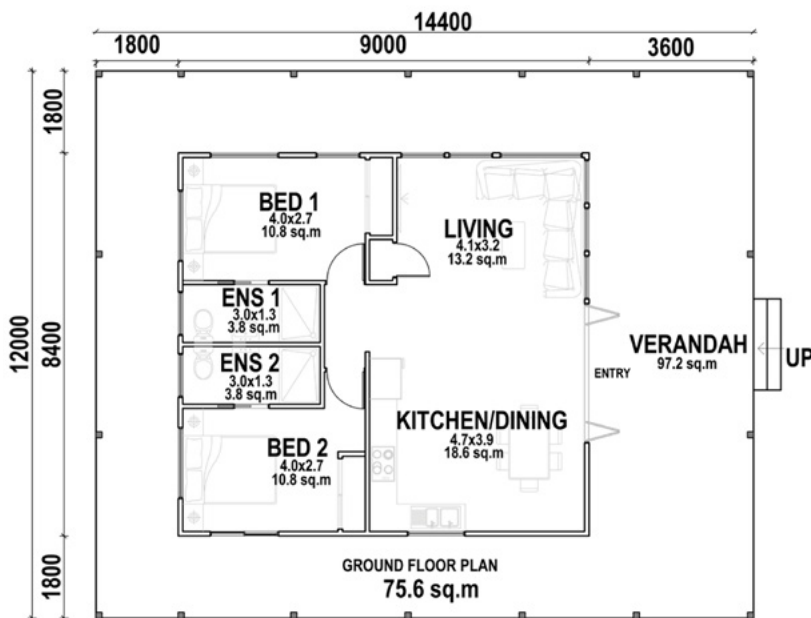 14400
1800
9000
3600
1800
12000
8400
1800
BED 1
4.0x2.7
10.8 sq.m
LIVING
4.1x3.2
13.2 sq.m
ENS 1
3.0x1.3
3.8 sq.m
ENS 2
3.0x1.3
3.8 sq.m
VERANDAH
97.2 sq.m
UP
ENTRY
KITCHEN/DINING
4.7x3.9
18.6 sq.m
BED 2
4.0x2.7
10.8 sq.m
GROUND FLOOR PLAN
75.6 sq.m